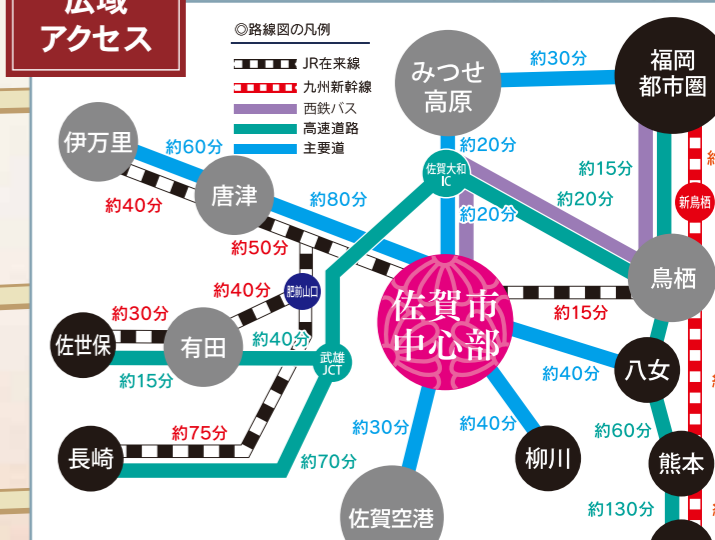 広域
アクセス
◎路線図の凡例
JR在来線
九州新幹線
西鉄バス
高速道路
主要道
みつせ
高原
約30分
福岡
都市圏
伊万里
約60分
約20分
佐賀大和
IC
約15分
約20分
新鳥栖
約40分
唐津
約80分
約20分
約50分
鳥栖
約40分
肥前山口
佐賀市
中心部
約15分
約30分
佐世保
有田
約40分
武雄
JCT
約15分
約40分
八女
約75分
長崎
約70分
約30分
約40分
柳川
約60分
熊本
佐賀空港
約130分